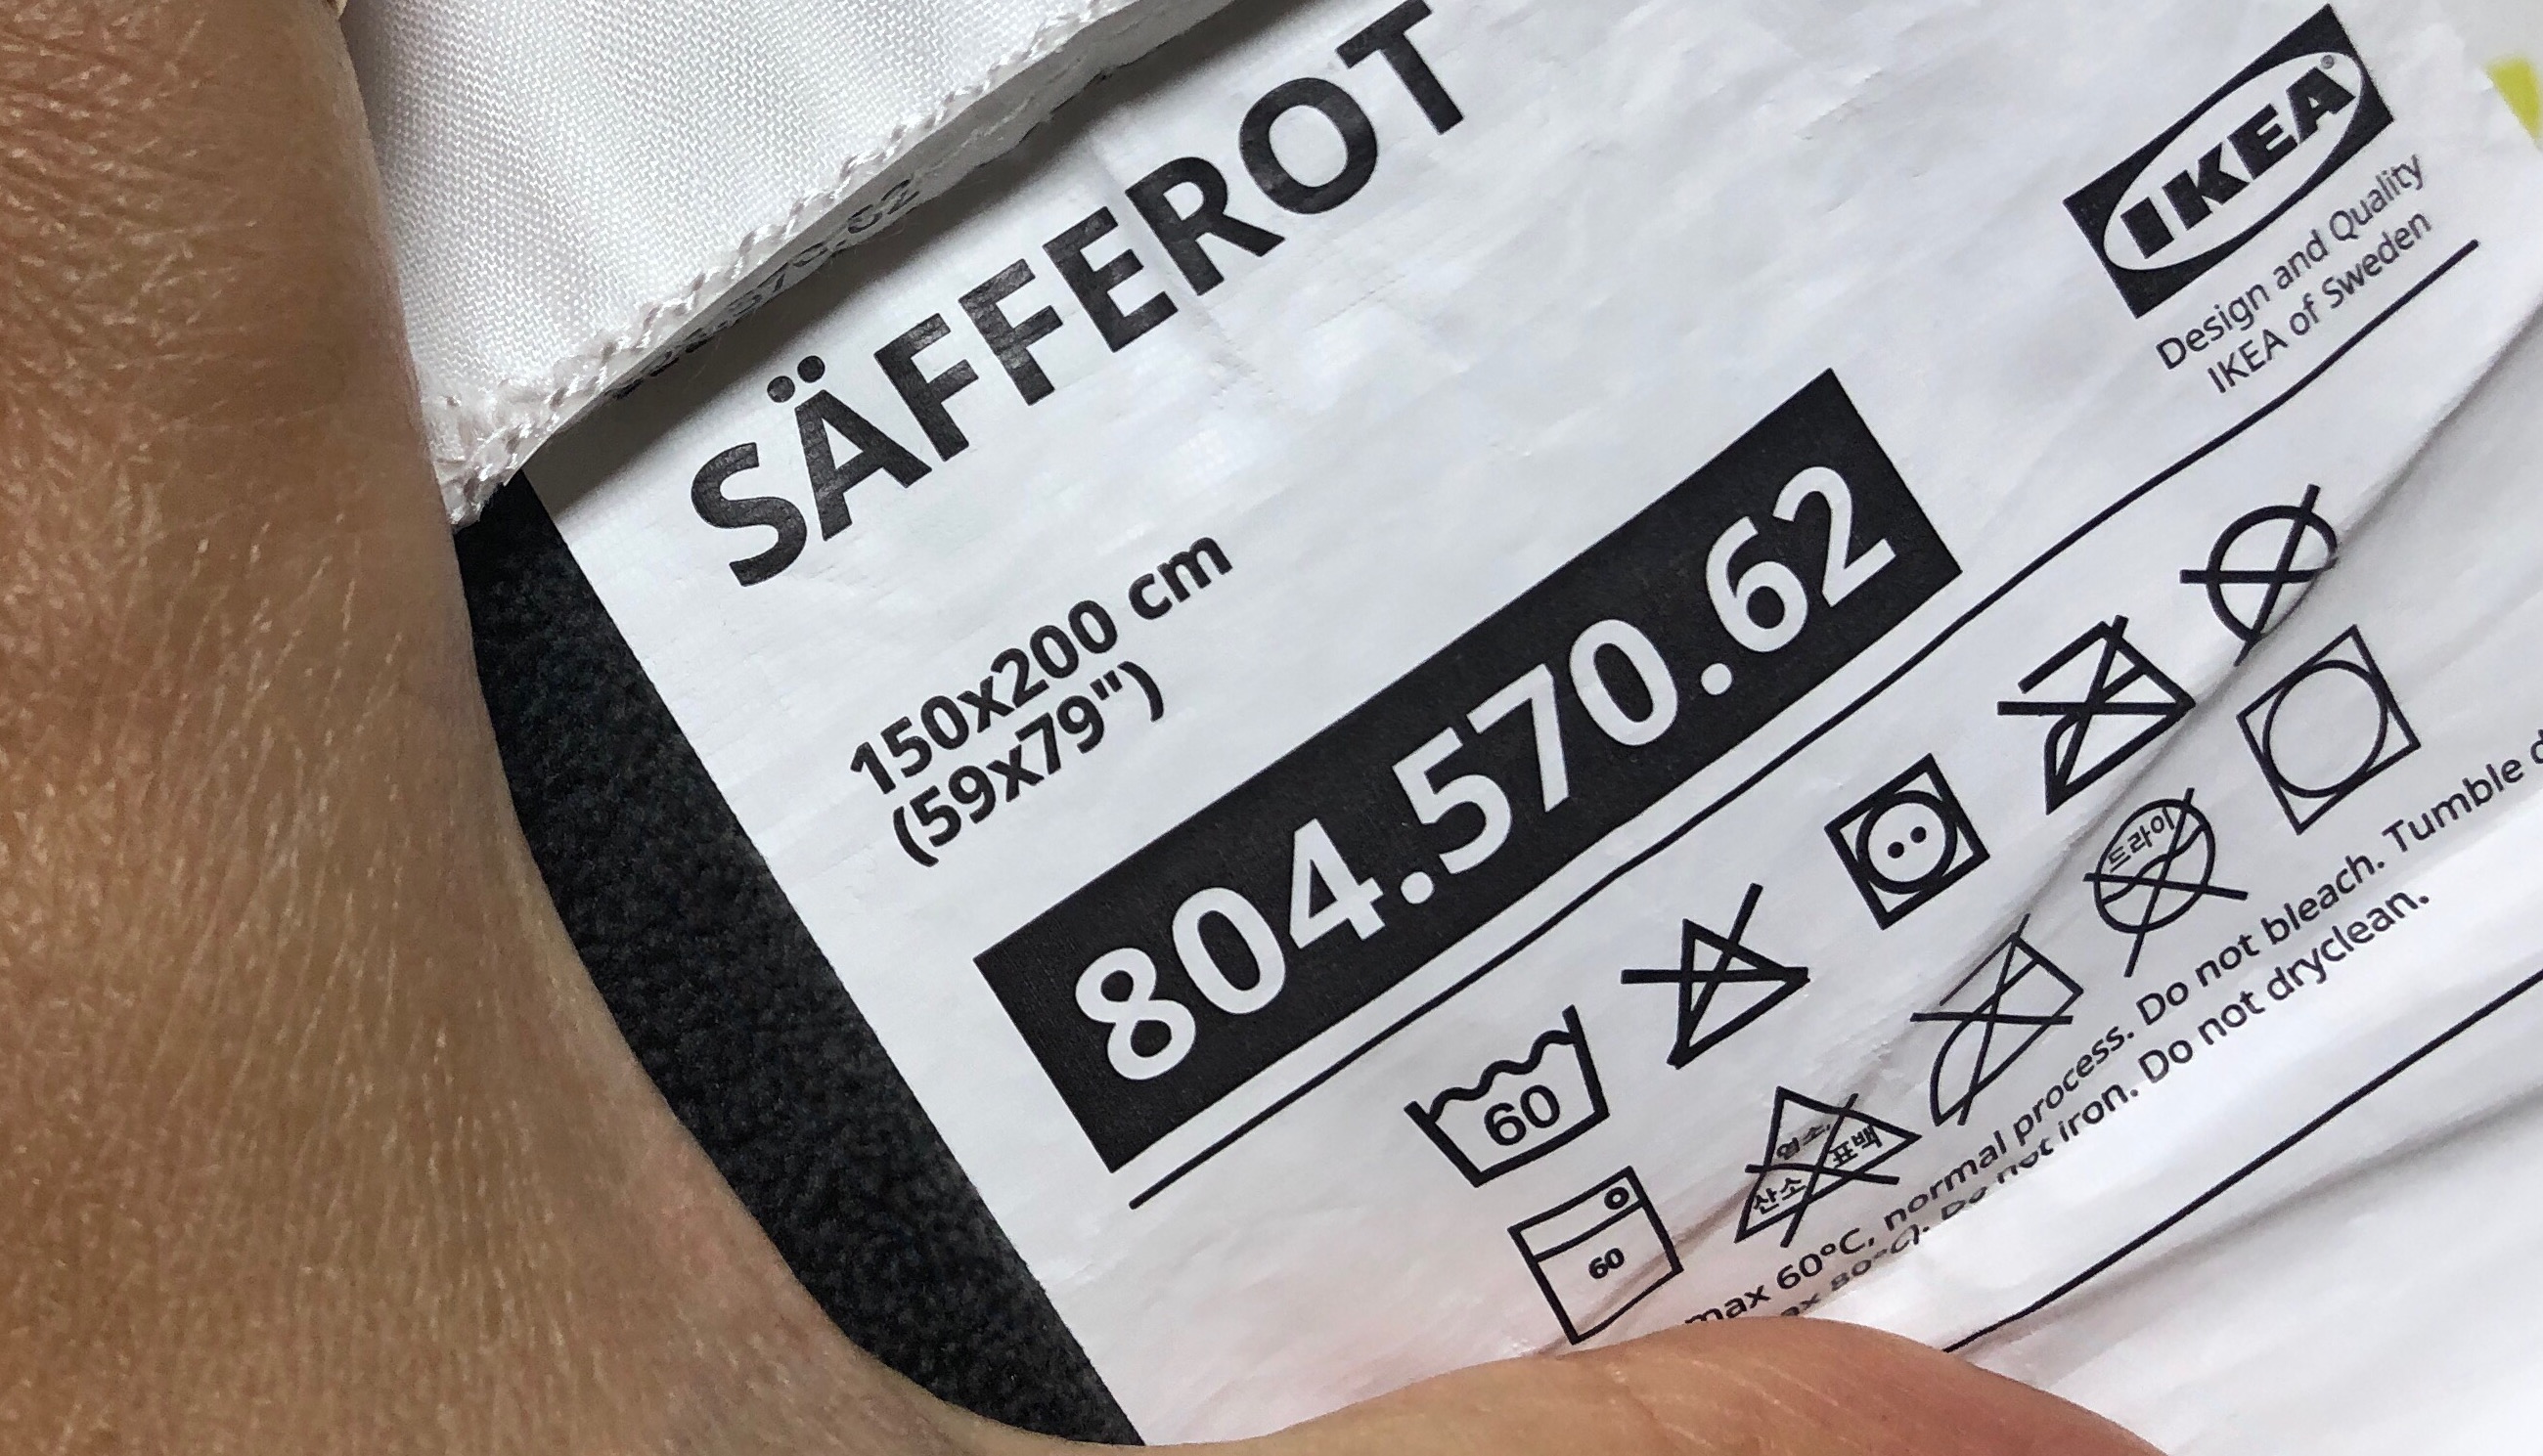 SÄFFEROT
IKEA®
Design and Quality
IKEA of Sweden
150x200 cm
(59x79")
804.570.62
60
60
염소, 표백
산소
드라이
max 60°C, normal process. Do not bleach. Tumble
max 80°C). Do not iron. Do not dryclean.